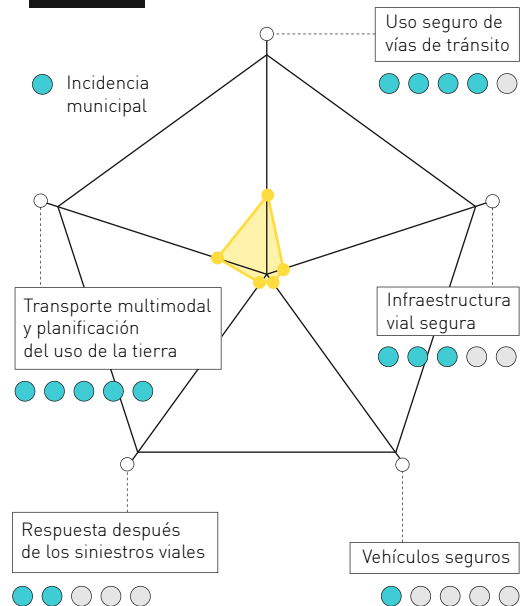 Uso seguro de
vías de tránsito
Incidencia
municipal
Transporte multimodal
y planificación
del uso de la tierra
Infraestructura
vial segura
Respuesta después
de los siniestros viales
Vehículos seguros